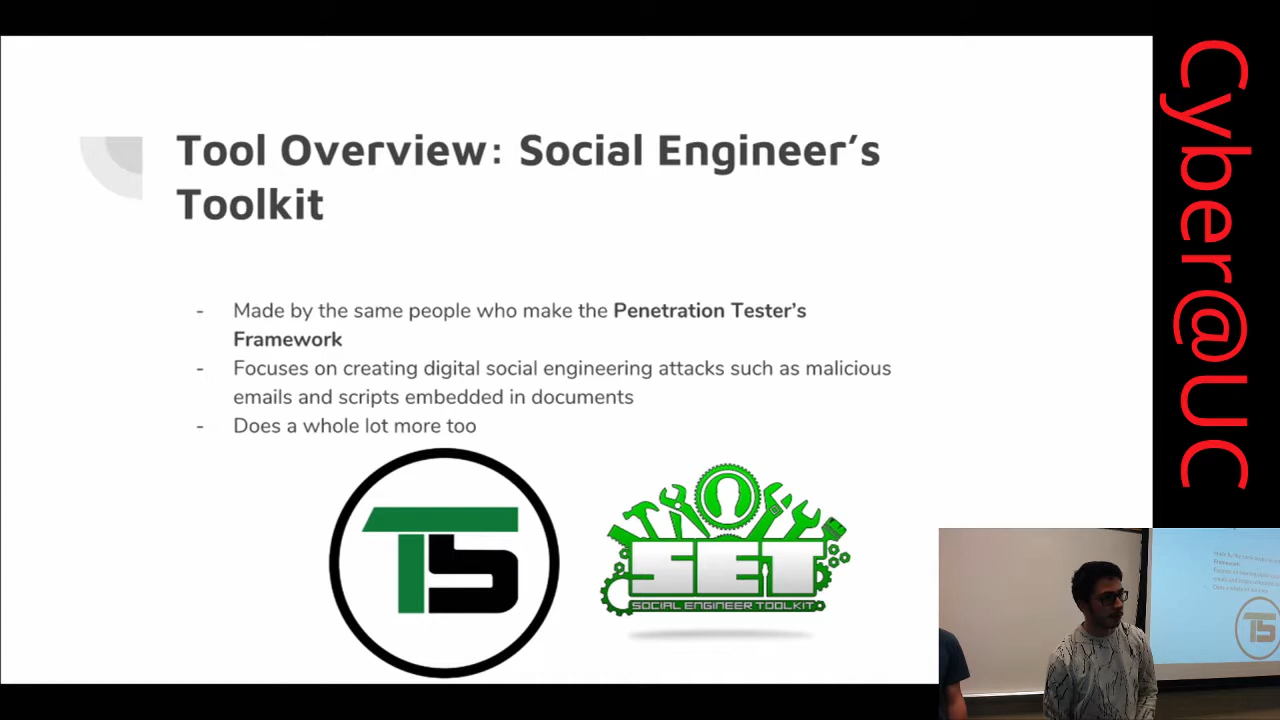 Tool Overview: Social Engineer's
Toolkit
- Made by the same people who make the Penetration Tester's
Framework
- Focuses on creating digital social engineering attacks such as malicious
emails and scripts embedded in documents
- Does a whole lot more too
TS
SET
SOCIAL ENGINEER TOOLKIT
Cyber@UC
TS